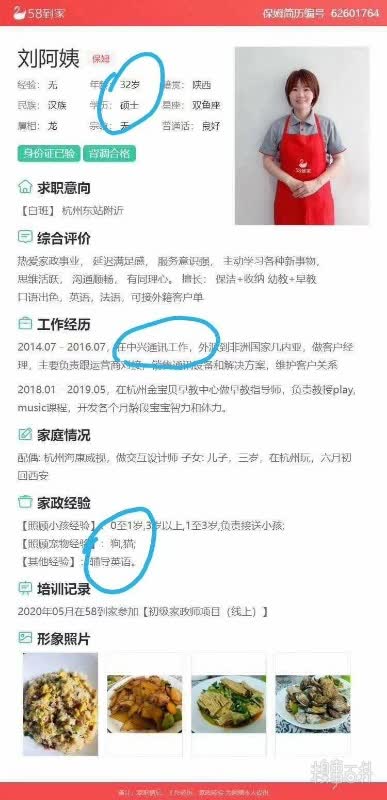 58到家 保姆简历编号 62601764
刘阿姨 保姆
经验: 无 年龄: 32岁 籍贯: 陕西
民族: 汉族 学历: 硕士 星座: 双鱼座
属相: 龙 宗教: 无 普通话: 良好
身份证已验 背调合格
求职意向
【白班】 杭州东站附近
综合评价
热爱家政事业， 延迟满足感， 服务意识强， 主动学习各种新事物，
思维活跃， 沟通顺畅， 有同理心。 擅长： 保洁+收纳 幼教+早教
口语出色，英语，法语，可接外籍客户单
工作经历
2014.07－2016.07，在中兴通讯工作，外派到非洲国家几内亚，做客户经
理，主要负责跟运营商对接，销售通讯设备和解决方案，维护客户关系
2018.01－2019.05，在杭州金宝贝早教中心做早教指导师，负责教授play,
music课程，开发各个月龄段宝宝智力和体力。
家庭情况
配偶: 杭州海康威视，做交互设计师 子女: 儿子，三岁，在杭州玩，六月初
回西安
家政经验
【照顾小孩经验】: 0至1岁,3岁以上,1至3岁,负责接送小孩;
【照顾宠物经验】: 狗,猫;
【其他经验】: 辅导英语。
培训记录
2020年05月在58到家参加【初级家政师项目（线上）】
形象照片